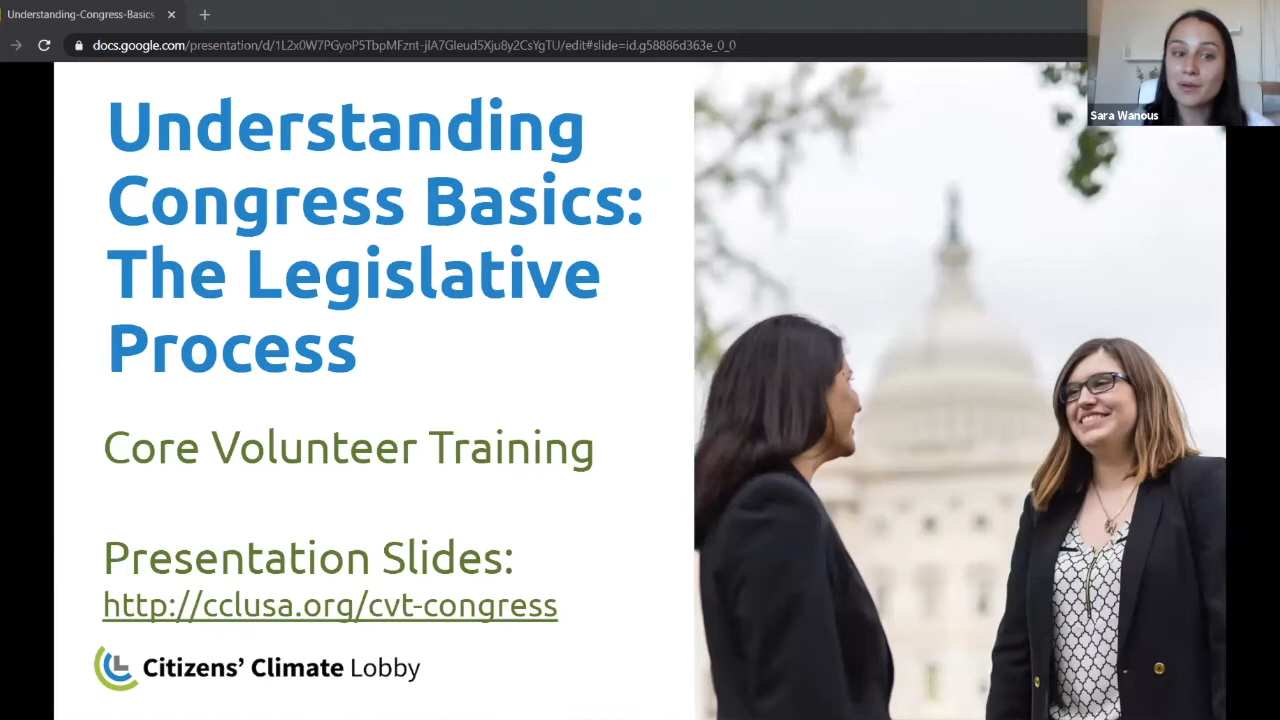 Understanding-Congress-Basics
docs.google.com/presentation/d/1L2x0W7PGyoP5TbpMFznt-jIA7Gleud5Xju8y2CsYgTU/edit#slide=id.g58886d363e_0_0
Sara Wanous
Understanding
Congress Basics:
The Legislative
Process
Core Volunteer Training
Presentation Slides:
http://cclusa.org/cvt-congress
Citizens’ Climate Lobby